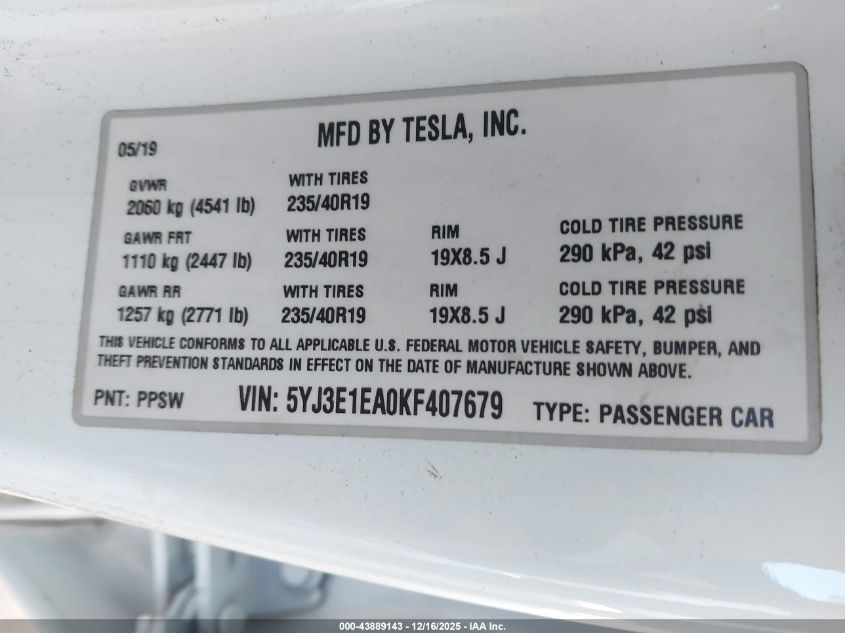 MFD BY TESLA, INC.
05/19
GVWR WITH TIRES
2060 kg (4541 lb) 235/40R19
GAWR FRT WITH TIRES RIM COLD TIRE PRESSURE
1110 kg (2447 lb) 235/40R19 19X8.5 J 290 kPa, 42 psi
GAWR RR WITH TIRES RIM COLD TIRE PRESSURE
1257 kg (2771 lb) 235/40R19 19X8.5 J 290 kPa, 42 psi
THIS VEHICLE CONFORMS TO ALL APPLICABLE U.S. FEDERAL MOTOR VEHICLE SAFETY, BUMPER, AND
THEFT PREVENTION STANDARDS IN EFFECT ON THE DATE OF MANUFACTURE SHOWN ABOVE.
PNT: PPSW VIN: 5YJ3E1EA0KF407679 TYPE: PASSENGER CAR
000-43889143 - 12/16/2025 - IAA Inc.